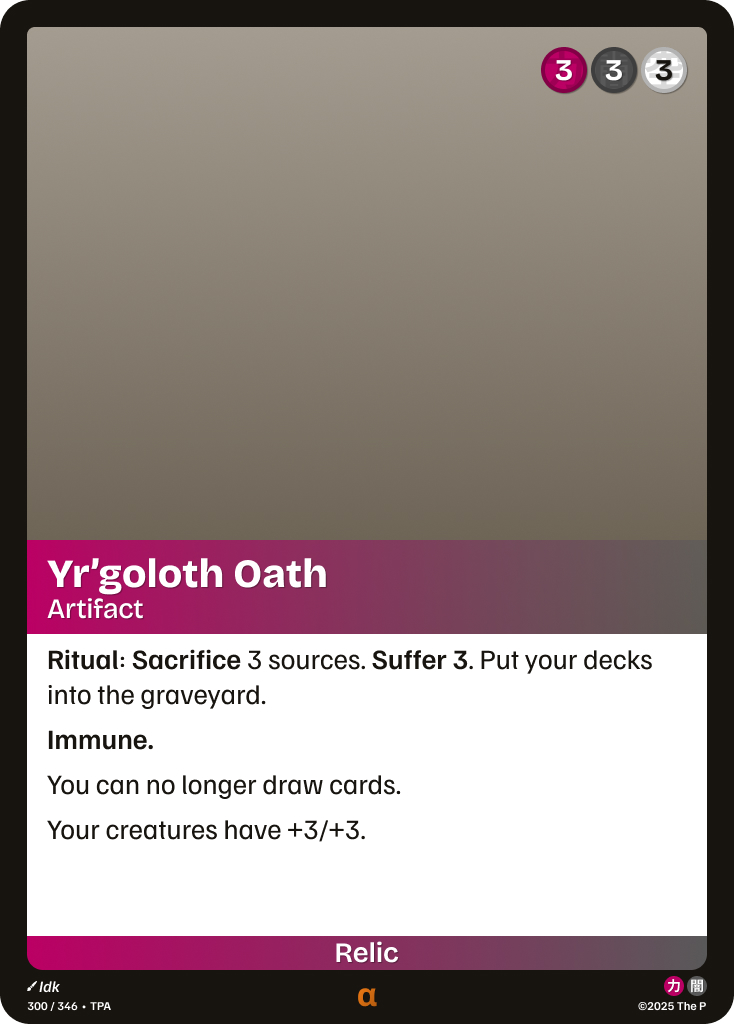 3 3 3
Yr’goloth Oath
Artifact
Ritual: Sacrifice 3 sources. Suffer 3. Put your decks
into the graveyard.
Immune.
You can no longer draw cards.
Your creatures have +3/+3.
Relic
Idk
300 / 346 • TPA
α
力 闇
©2025 The P